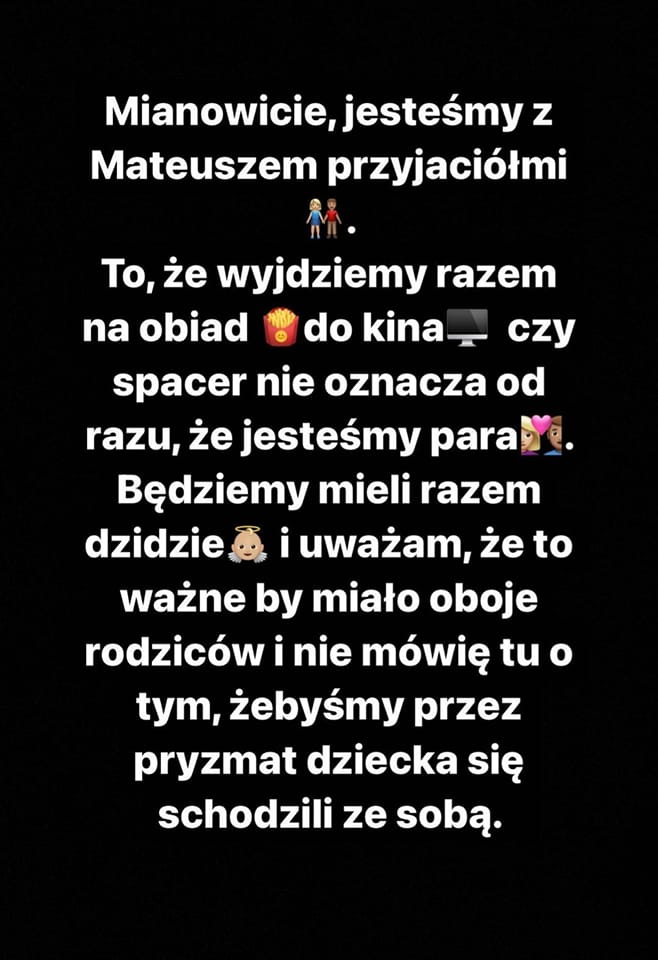 Mianowicie, jesteśmy z
Mateuszem przyjaciółmi
👫.
To, że wyjdziemy razem
na obiad 🍟do kina🖥️ czy
spacer nie oznacza od
razu, że jesteśmy para👩‍❤️‍👨.
Będziemy mieli razem
dzidzie👼🏼 i uważam, że to
ważne by miało oboje
rodziców i nie mówię tu o
tym, żebyśmy przez
pryzmat dziecka się
schodzili ze sobą.